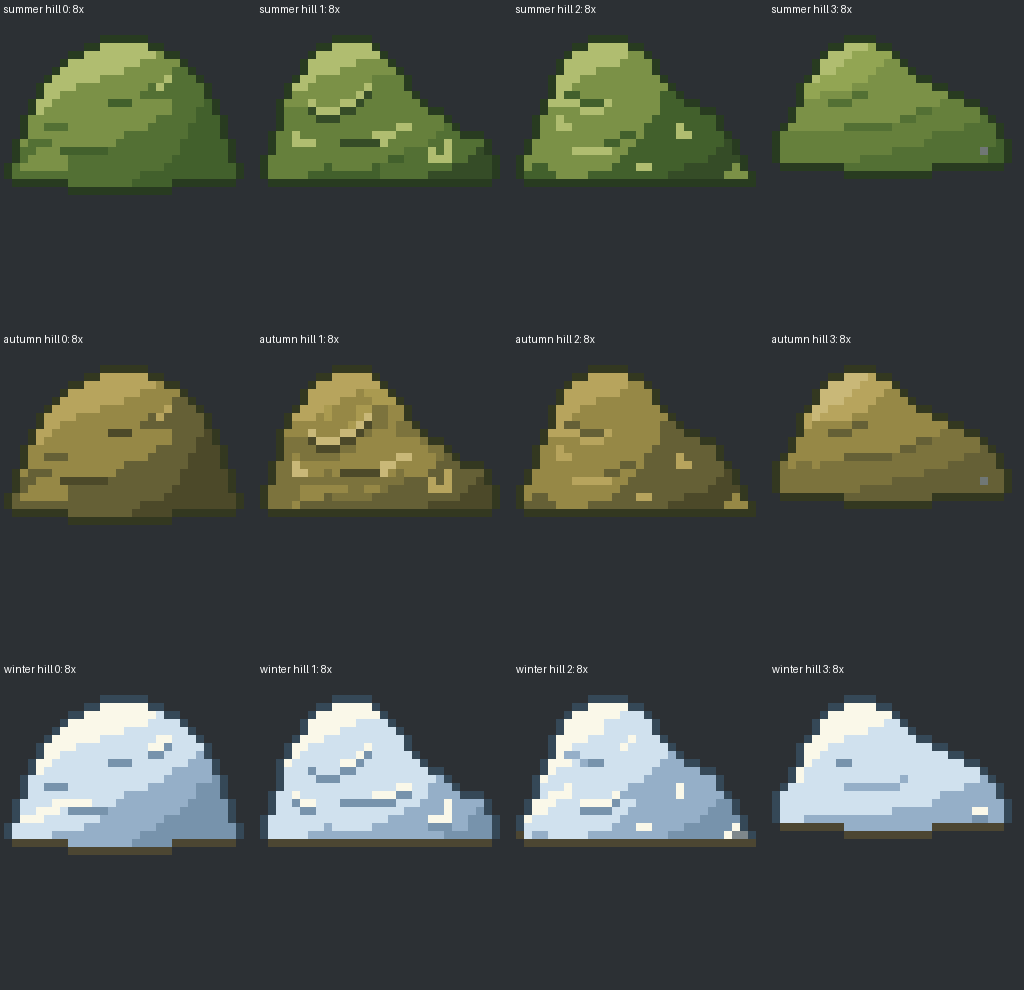 summer hill 0: 8x
summer hill 1: 8x
summer hill 2: 8x
summer hill 3: 8x
autumn hill 0: 8x
autumn hill 1: 8x
autumn hill 2: 8x
autumn hill 3: 8x
winter hill 0: 8x
winter hill 1: 8x
winter hill 2: 8x
winter hill 3: 8x